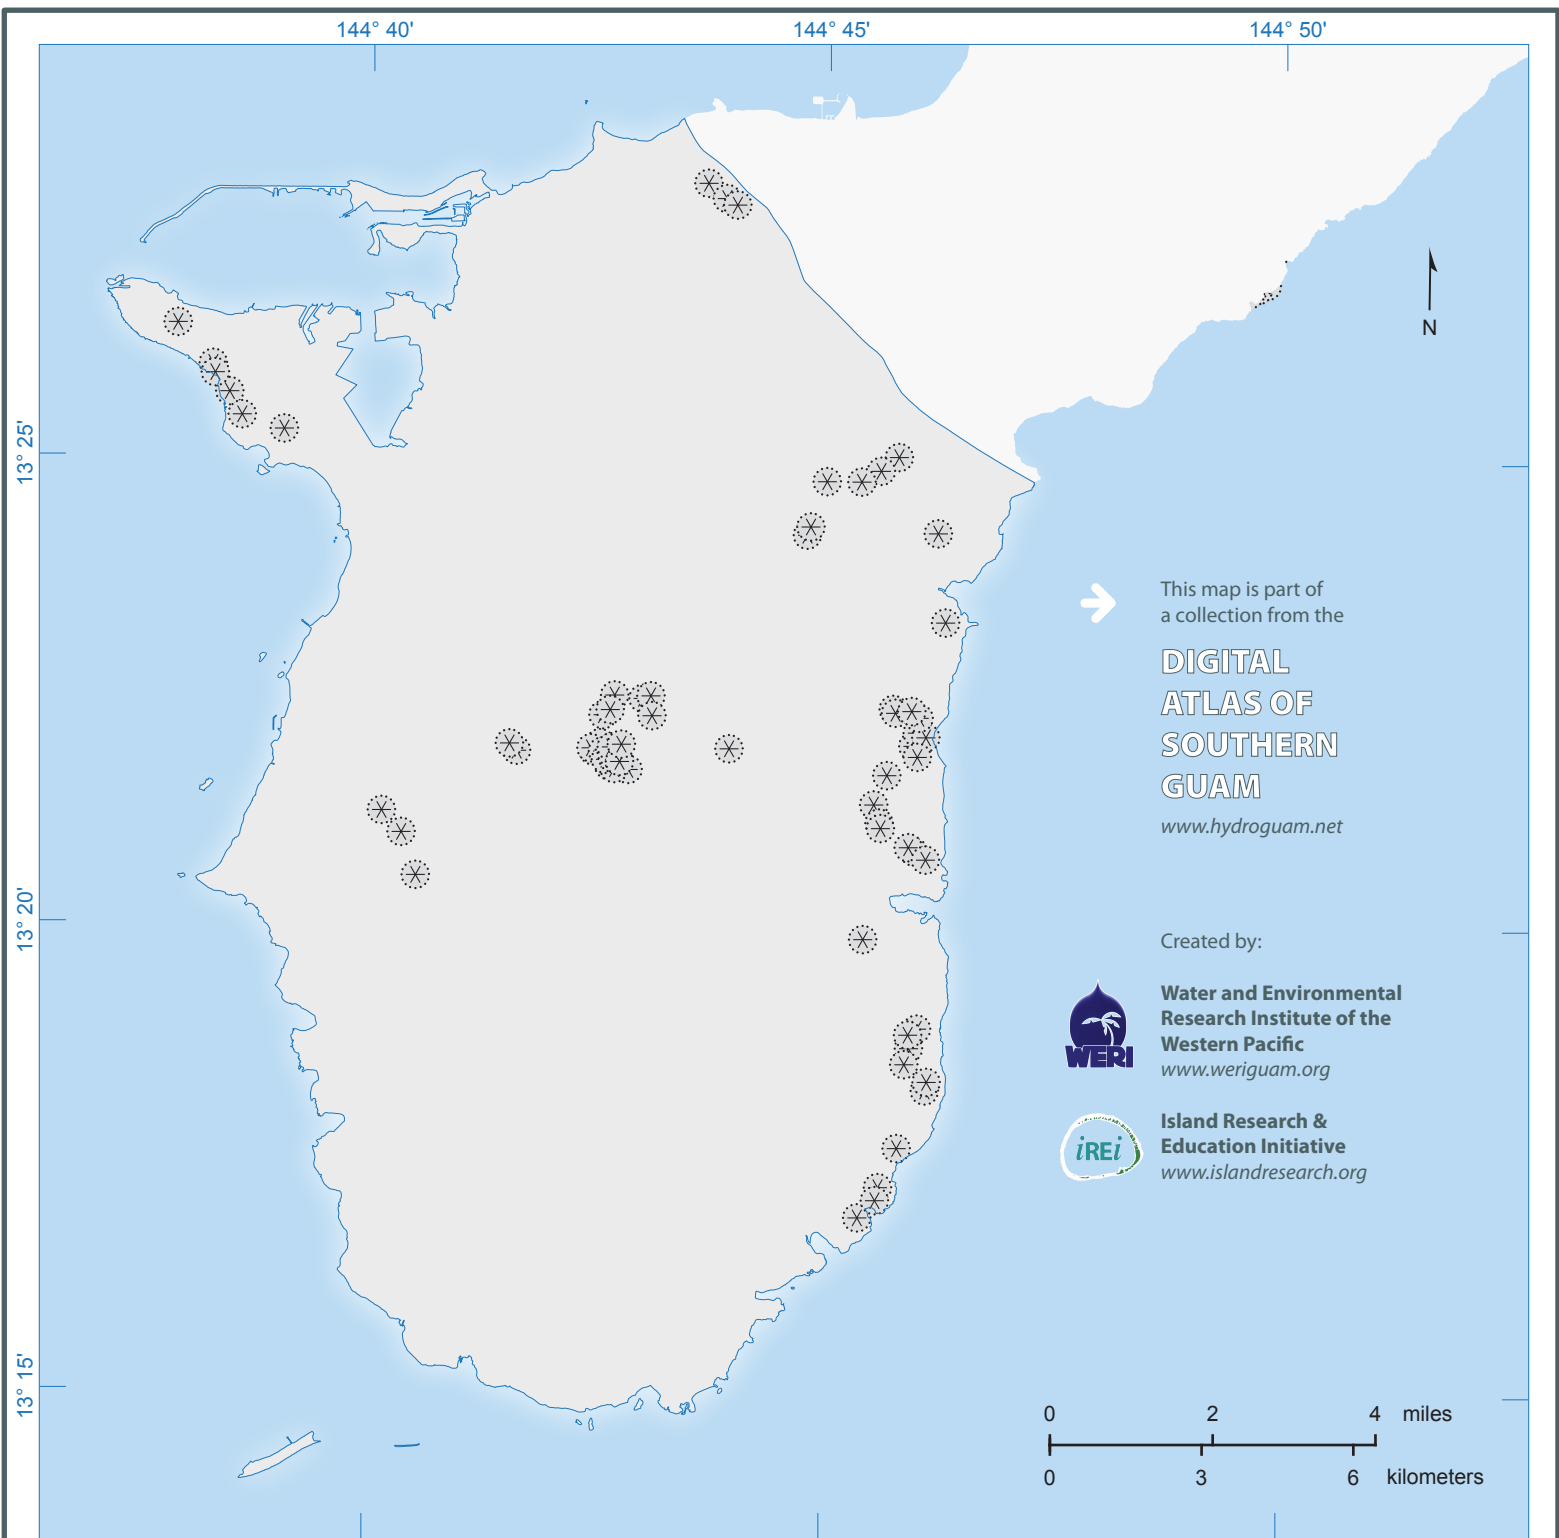 144° 40'
144° 45'
144° 50'
N
13° 25'
13° 20'
13° 15'
This map is part of
a collection from the
DIGITAL
ATLAS OF
SOUTHERN
GUAM
www.hydroguam.net
Created by:
WERI
Water and Environmental
Research Institute of the
Western Pacific
www.weriguam.org
iREi
Island Research &
Education Initiative
www.islandresearch.org
0 2 4 miles
0 3 6 kilometers